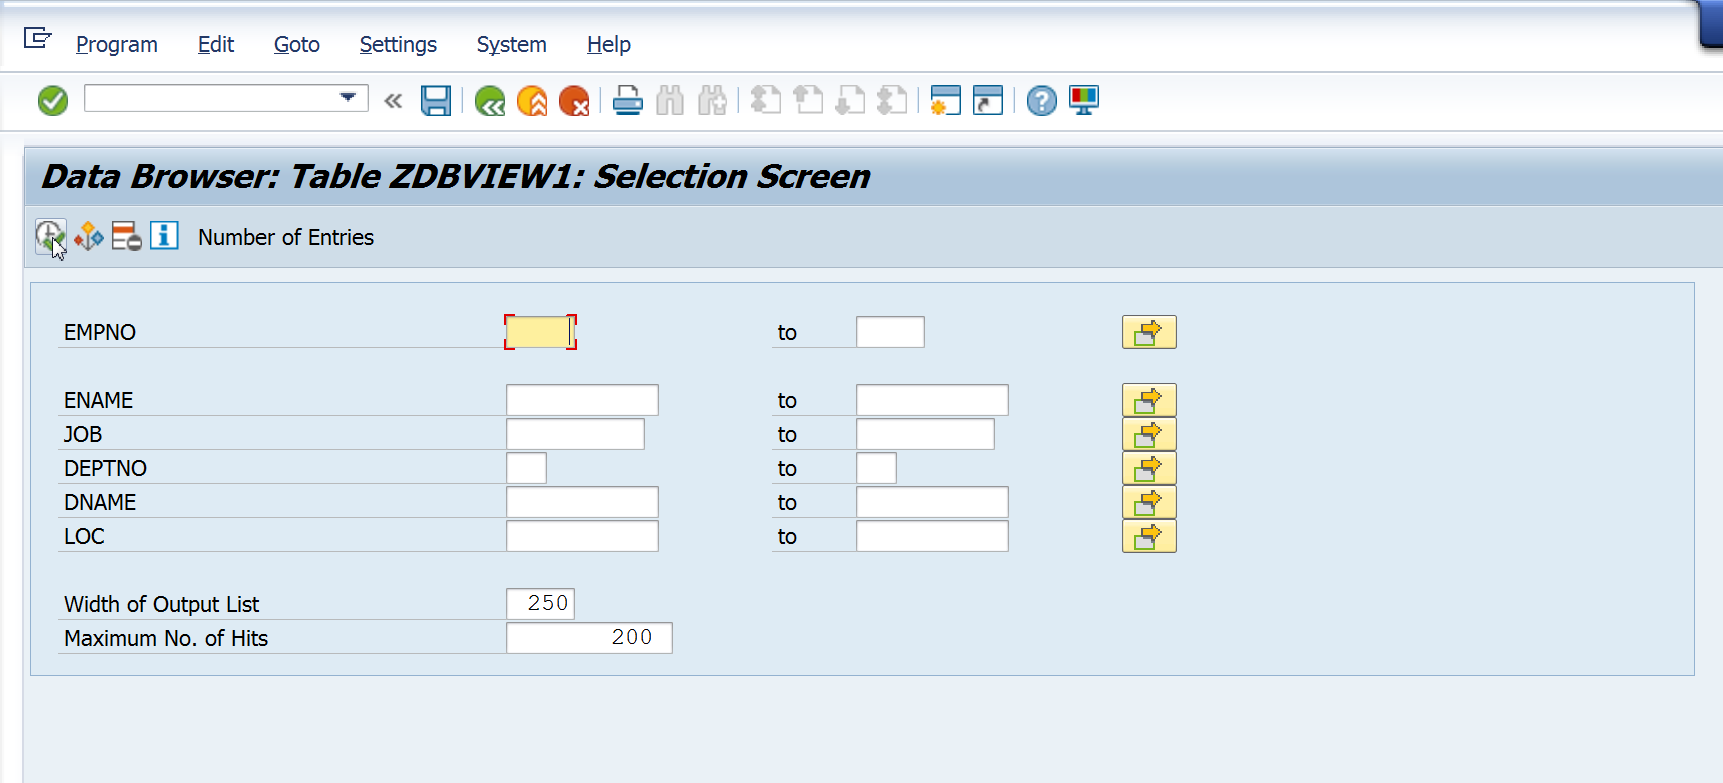 Program Edit Goto Settings System Help
Data Browser: Table ZDBVIEW1: Selection Screen
Number of Entries
EMPNO to
ENAME to
JOB to
DEPTNO to
DNAME to
LOC to
Width of Output List 250
Maximum No. of Hits 200